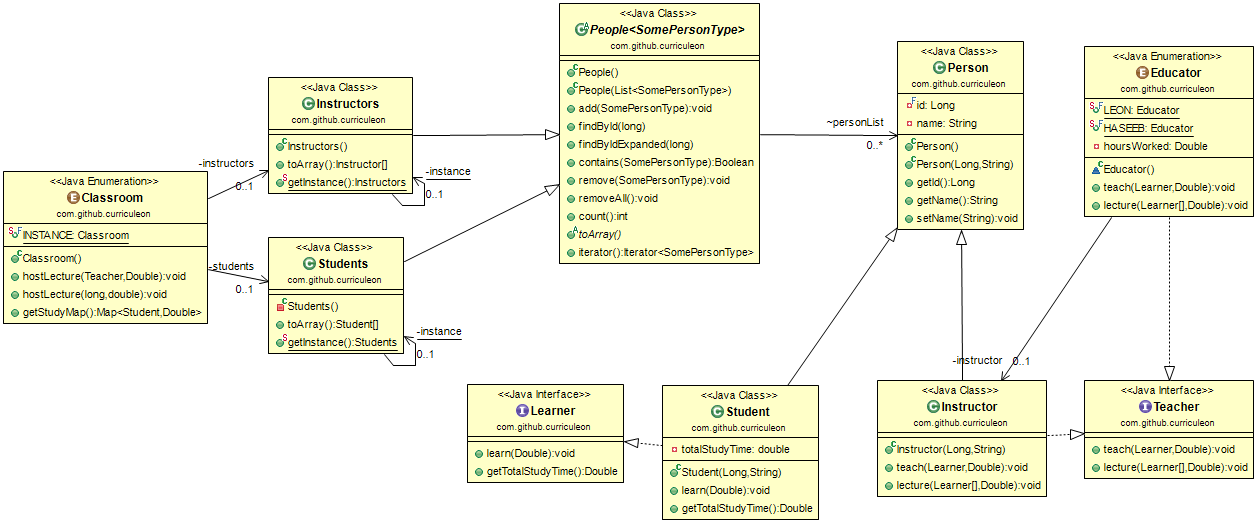 <<Java Class>>
People<SomePersonType>
com.github.curriculeon
People()
People(List<SomePersonType>)
add(SomePersonType):void
findById(long)
findByIdExpanded(long)
contains(SomePersonType):Boolean
remove(SomePersonType):void
removeAll():void
count():int
toArray()
iterator():Iterator<SomePersonType>
<<Java Class>>
Person
com.github.curriculeon
id: Long
name: String
Person()
Person(Long,String)
getId():Long
getName():String
setName(String):void
~personList
0..*
<<Java Enumeration>>
Educator
com.github.curriculeon
LEON: Educator
HASEEB: Educator
hoursWorked: Double
Educator()
teach(Learner,Double):void
lecture(Learner[],Double):void
<<Java Class>>
Instructors
com.github.curriculeon
Instructors()
toArray():Instructor[]
getInstance():Instructors
-instance
0..1
-instructors
0..1
<<Java Enumeration>>
Classroom
com.github.curriculeon
INSTANCE: Classroom
Classroom()
hostLecture(Teacher,Double):void
hostLecture(long,double):void
getStudyMap():Map<Student,Double>
-students
0..1
<<Java Class>>
Students
com.github.curriculeon
Students()
toArray():Student[]
getInstance():Students
-instance
0..1
-instructor
0..1
<<Java Interface>>
Learner
com.github.curriculeon
learn(Double):void
getTotalStudyTime():Double
<<Java Class>>
Student
com.github.curriculeon
totalStudyTime: double
Student(Long,String)
learn(Double):void
getTotalStudyTime():Double
<<Java Class>>
Instructor
com.github.curriculeon
Instructor(Long,String)
teach(Learner,Double):void
lecture(Learner[],Double):void
<<Java Interface>>
Teacher
com.github.curriculeon
teach(Learner,Double):void
lecture(Learner[],Double):void